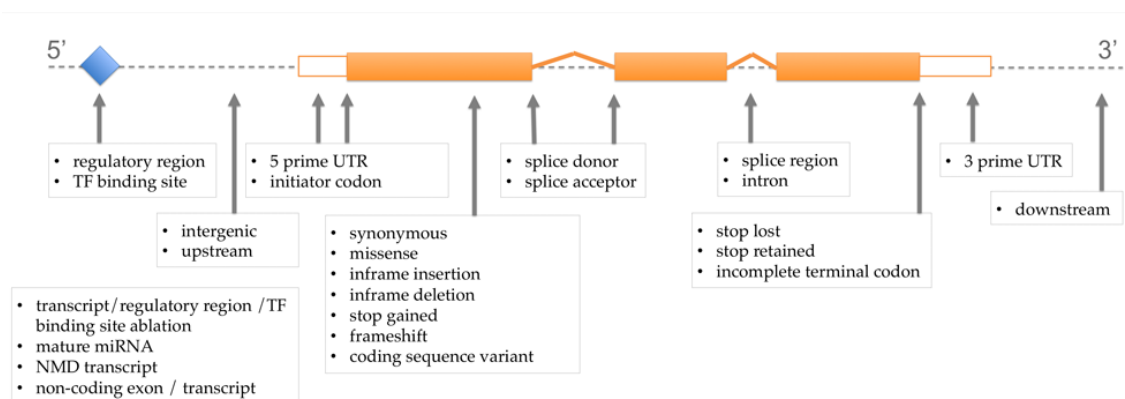 5’
3’
• regulatory region
• TF binding site
• 5 prime UTR
• initiator codon
• splice donor
• splice acceptor
• splice region
• intron
• 3 prime UTR
• downstream
• intergenic
• upstream
• synonymous
• missense
• inframe insertion
• inframe deletion
• stop gained
• frameshift
• coding sequence variant
• stop lost
• stop retained
• incomplete terminal codon
• transcript/regulatory region /TF
binding site ablation
• mature miRNA
• NMD transcript
• non-coding exon / transcript